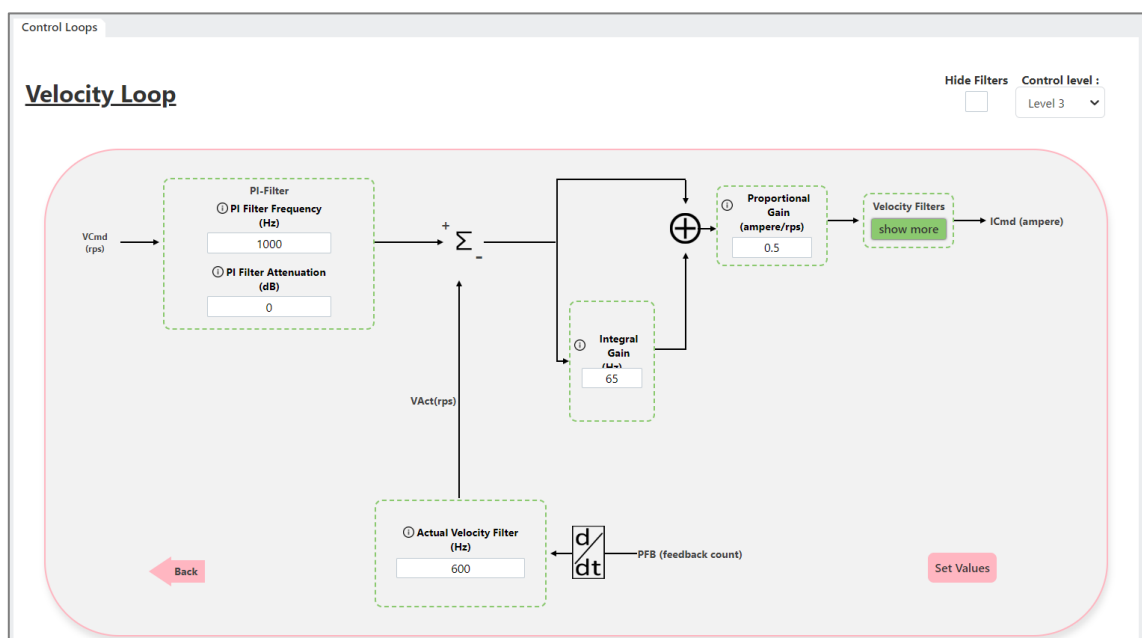 Control Loops
Velocity Loop
Hide Filters
Control level :
Level 3
PI-Filter
PI Filter Frequency
(Hz)
1000
PI Filter Attenuation
(dB)
0
VCmd
(rps)
+
Σ
-
Proportional
Gain
(ampere/rps)
0.5
Velocity Filters
show more
ICmd (ampere)
Integral
Gain
(Hz)
65
VAct(rps)
Actual Velocity Filter
(Hz)
600
d/dt
PFB (feedback count)
Back
Set Values